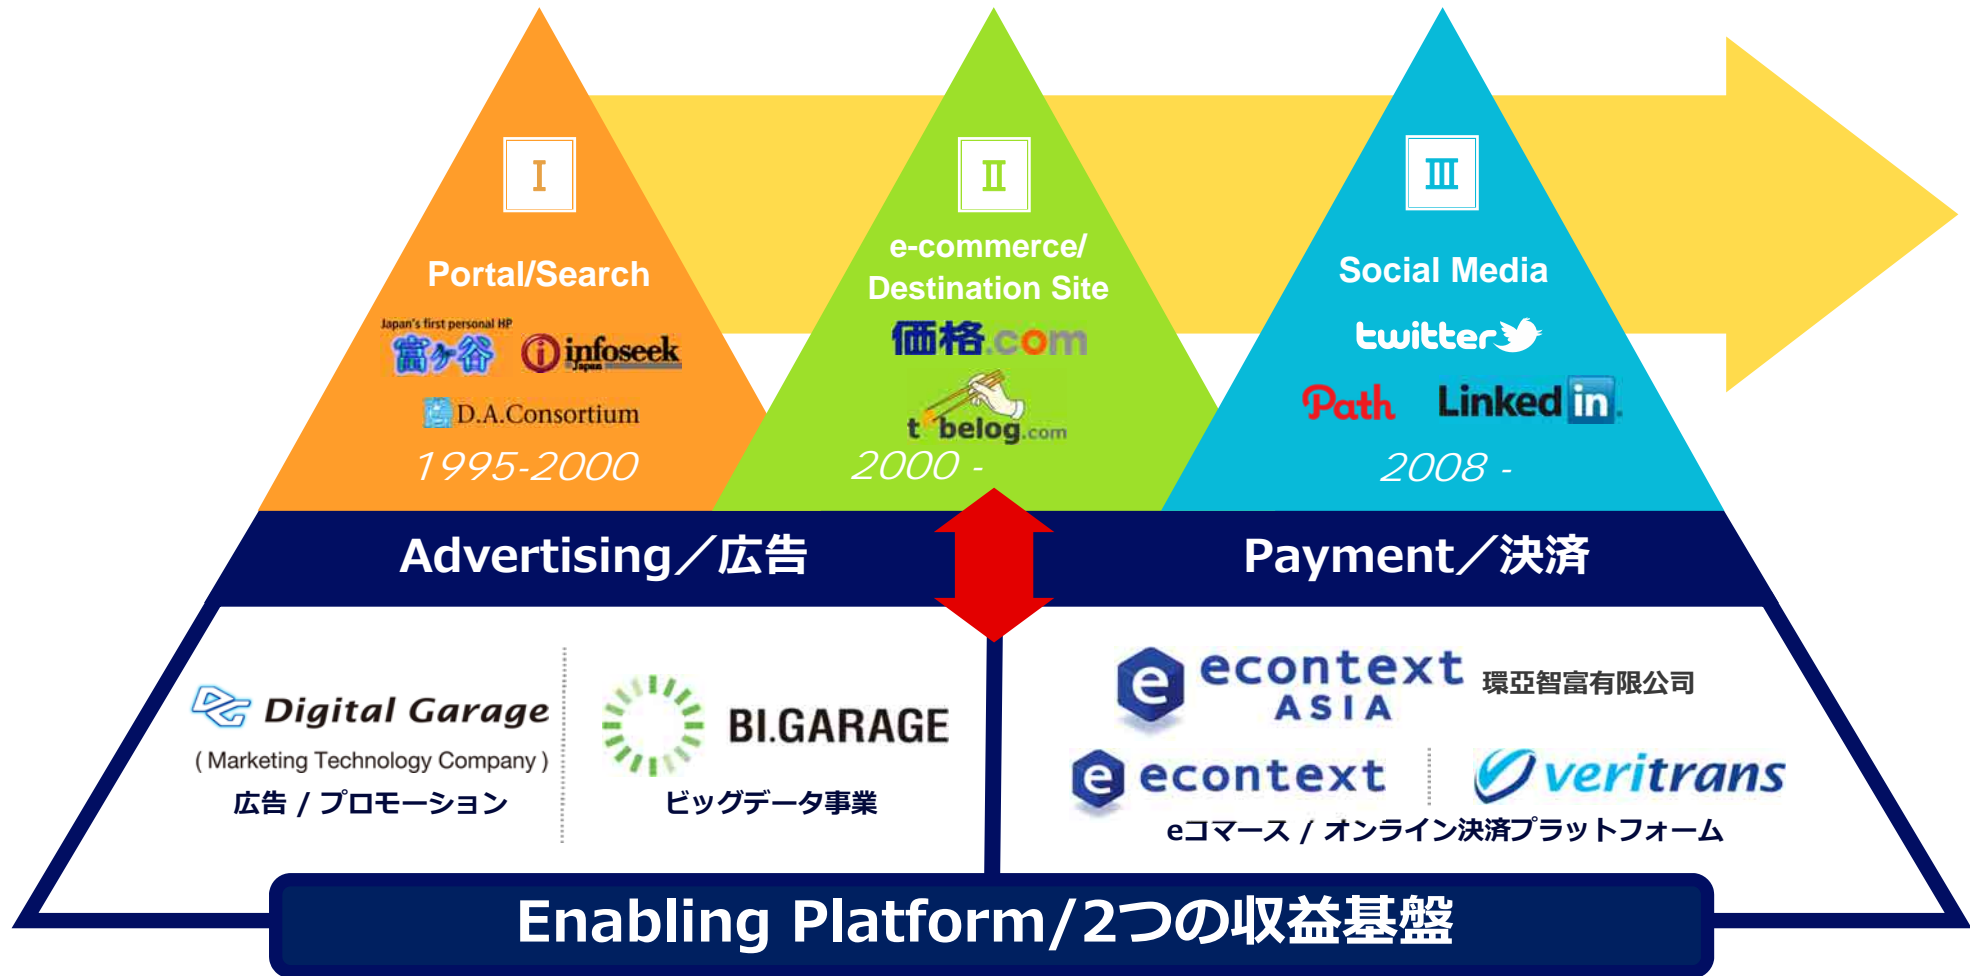 Ⅰ
Portal/Search
Japan's first personal HP
富ヶ谷
infoseek
Japan
D.A.Consortium
1995-2000
Ⅱ
e-commerce/
Destination Site
価格.com
t belog.com
2000 -
Ⅲ
Social Media
twitter
Path
Linked in
2008 -
Advertising／広告
Payment／決済
DG Digital Garage
( Marketing Technology Company )
広告 / プロモーション
BI.GARAGE
ビッグデータ事業
e econtext
ASIA
環亞智富有限公司
e econtext
veritrans
eコマース / オンライン決済プラットフォーム
Enabling Platform/2つの収益基盤